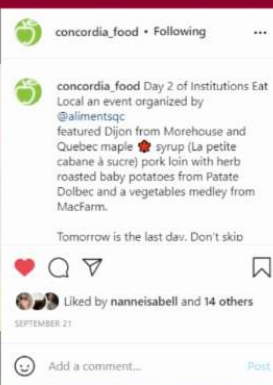 concordia_food • Following
concordia_food Day 2 of Institutions Eat
Local an event organized by
@alimentsqc
featured Dijon from Morehouse and
Quebec maple 🍁 syrup (La petite
cabane à sucre) pork loin with herb
roasted baby potatoes from Patate
Dolbec and a vegetables medley from
MacFarm.
Tomorrow is the last day. Don't skip
Liked by nanneisabell and 14 others
SEPTEMBER 21
Add a comment...
Post